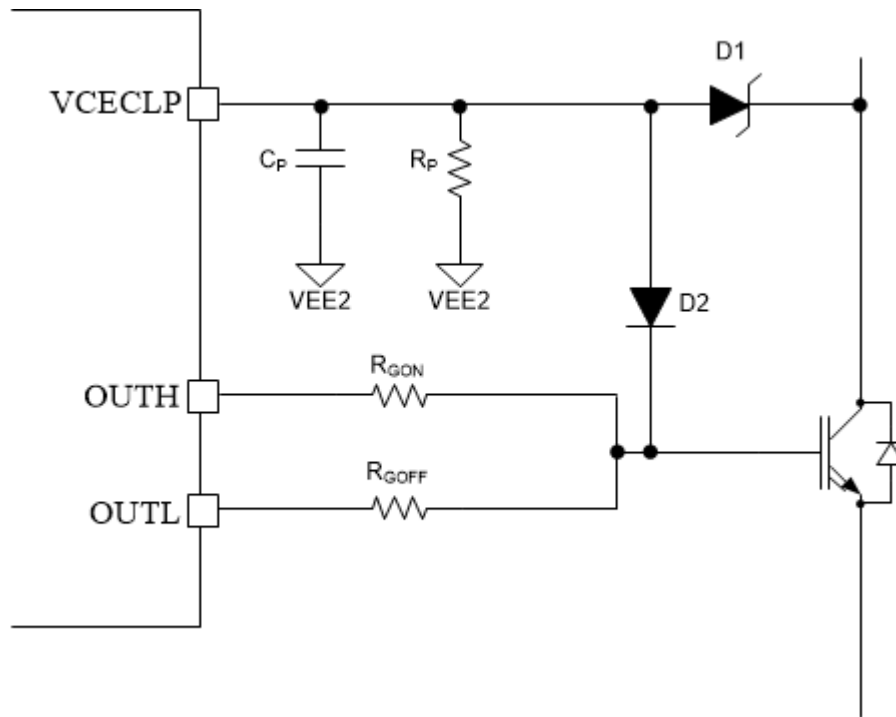 D1
VCECLP
CP
RP
VEE2
VEE2
D2
RGON
OUTH
RGOFF
OUTL